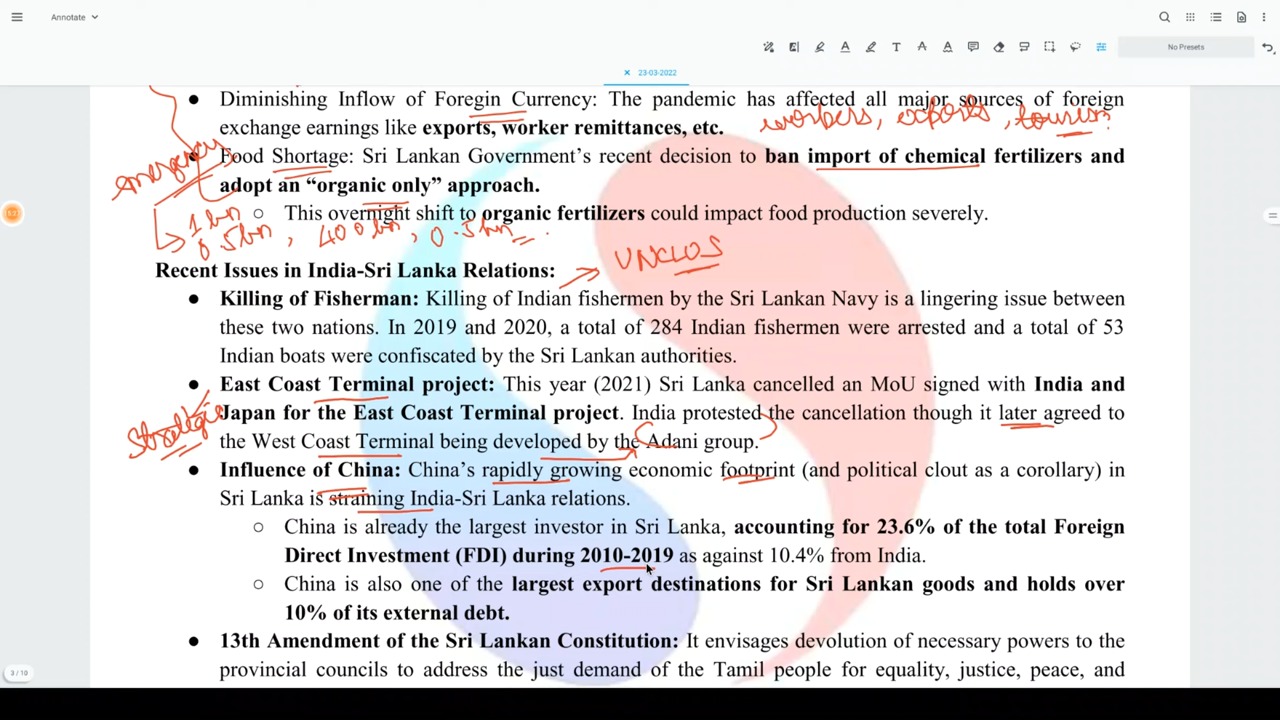 Annotate
No Presets
23-03-2022
● Diminishing Inflow of Foregin Currency: The pandemic has affected all major sources of foreign
exchange earnings like exports, worker remittances, etc.
workers, exports, tourism
emergency
● Food Shortage: Sri Lankan Government's recent decision to ban import of chemical fertilizers and
adopt an “organic only” approach.
○ This overnight shift to organic fertilizers could impact food production severely.
1bn
0.5bn, 400bn, 0.5bn
Recent Issues in India-Sri Lanka Relations:
UNCLOS
● Killing of Fisherman: Killing of Indian fishermen by the Sri Lankan Navy is a lingering issue between
these two nations. In 2019 and 2020, a total of 284 Indian fishermen were arrested and a total of 53
Indian boats were confiscated by the Sri Lankan authorities.
● East Coast Terminal project: This year (2021) Sri Lanka cancelled an MoU signed with India and
Japan for the East Coast Terminal project. India protested the cancellation though it later agreed to
the West Coast Terminal being developed by the Adani group.
Strategic
● Influence of China: China's rapidly growing economic footprint (and political clout as a corollary) in
Sri Lanka is straining India-Sri Lanka relations.
○ China is already the largest investor in Sri Lanka, accounting for 23.6% of the total Foreign
Direct Investment (FDI) during 2010-2019 as against 10.4% from India.
○ China is also one of the largest export destinations for Sri Lankan goods and holds over
10% of its external debt.
● 13th Amendment of the Sri Lankan Constitution: It envisages devolution of necessary powers to the
provincial councils to address the just demand of the Tamil people for equality, justice, peace, and
3 / 10